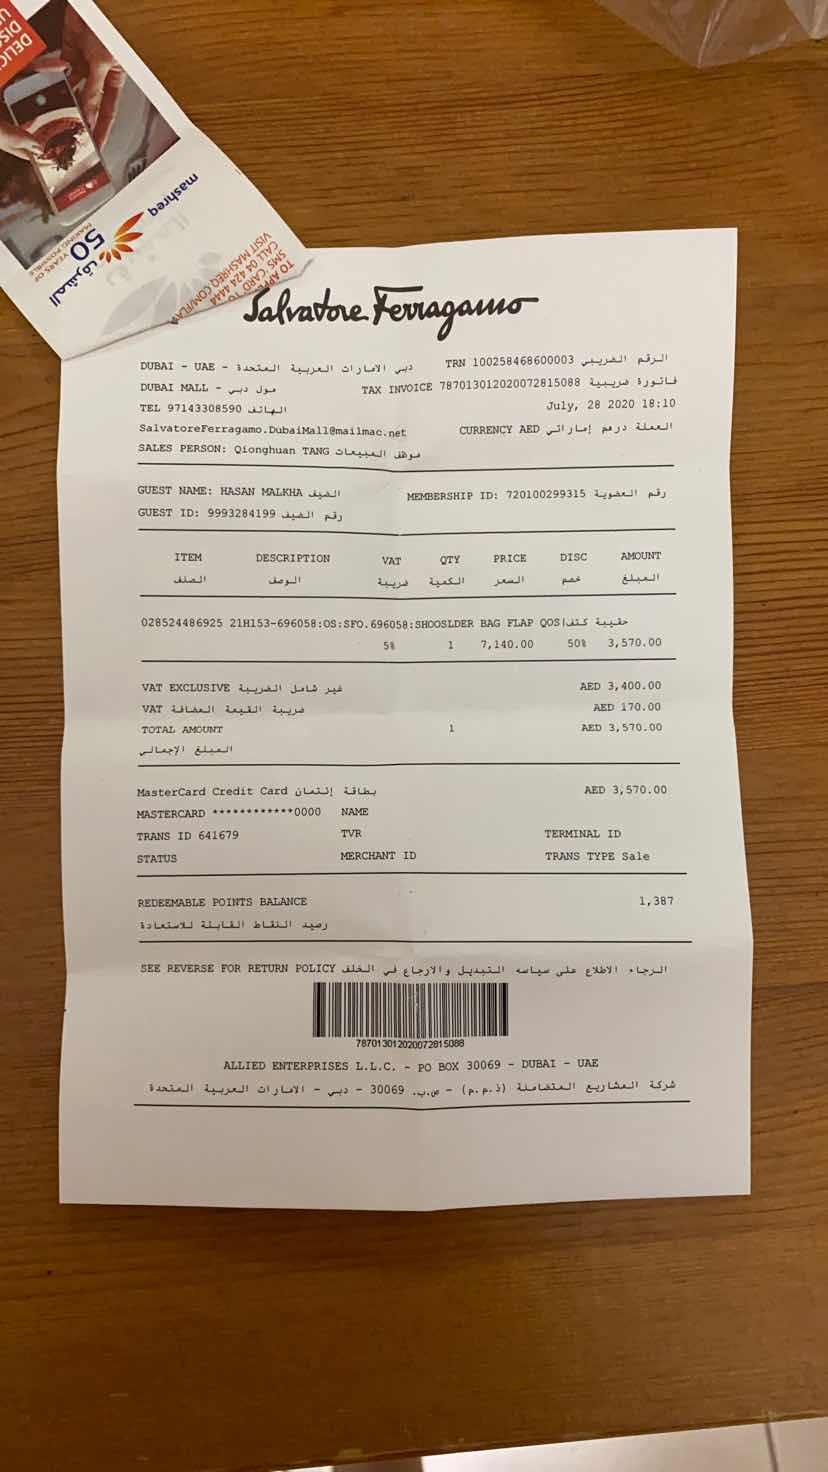 DELIC
DISC
U
mashreq
المشرق
50
YEARS OF
MAKING POSSIBLE
TO
SMS 'CARD
CALL 04 424 4444
VISIT MASHREQ.COM/FLA
Salvatore Ferragamo
DUBAI - UAE - دبي الامارات العربية المتحدة TRN 100258468600003 الرقم الضريبي
DUBAI MALL - مول دبي TAX INVOICE 787013012020072815088 فاتورة ضريبية
TEL 97143308590 الهاتف July, 28 2020 18:10
SalvatoreFerragamo.DubaiMall@mailmac.net CURRENCY AED العملة درهم إماراتي
SALES PERSON: Qionghuan TANG موظف المبيعات
GUEST NAME: HASAN MALKHA الضيف MEMBERSHIP ID: 720100299315 رقم العضوية
GUEST ID: 9993284199 رقم الضيف
ITEM DESCRIPTION VAT QTY PRICE DISC AMOUNT
الصنف الوصف ضريبة الكمية السعر خصم المبلغ
028524486925 21H153-696058:OS:SFO.696058:SHOOSLDER BAG FLAP QOS|حقيبة كتف
5% 1 7,140.00 50% 3,570.00
VAT EXCLUSIVE غير شامل الضريبة AED 3,400.00
VAT ضريبة القيمة المضافة AED 170.00
TOTAL AMOUNT 1 AED 3,570.00
المبلغ الإجمالي
MasterCard Credit Card بطاقة إئتمان AED 3,570.00
MASTERCARD ************0000 NAME
TRANS ID 641679 TVR TERMINAL ID
STATUS MERCHANT ID TRANS TYPE Sale
REDEEMABLE POINTS BALANCE 1,387
رصيد النقاط القابلة للاستعادة
SEE REVERSE FOR RETURN POLICY الرجاء الاطلاع على سياسه التبديل والارجاع في الخلف
787013012020072815088
ALLIED ENTERPRISES L.L.C. - PO BOX 30069 - DUBAI - UAE
شركة المشاريع المتضامنة (ذ.م.م) - ص.ب. 30069 - دبي - الامارات العربية المتحدة